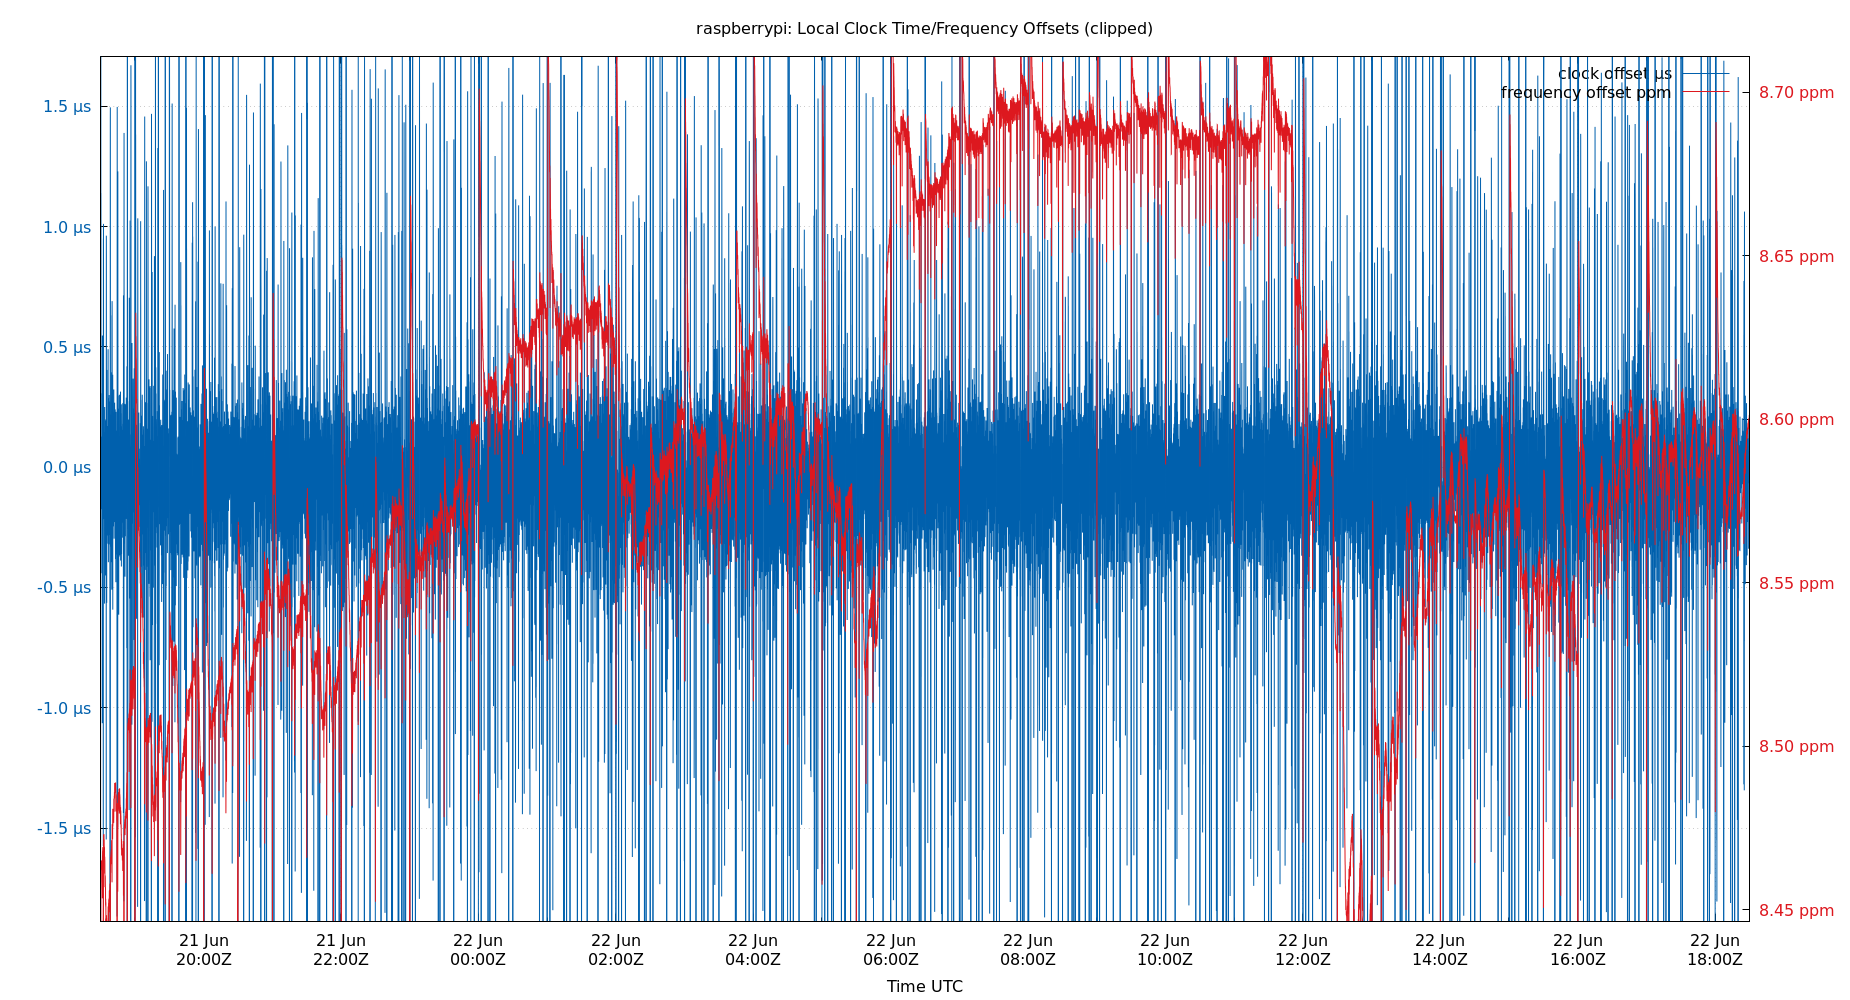 raspberrypi: Local Clock Time/Frequency Offsets (clipped)
clock offset µs
frequency offset ppm
1.5 µs
1.0 µs
0.5 µs
0.0 µs
-0.5 µs
-1.0 µs
-1.5 µs
8.70 ppm
8.65 ppm
8.60 ppm
8.55 ppm
8.50 ppm
8.45 ppm
21 Jun 21 Jun 22 Jun 22 Jun 22 Jun 22 Jun 22 Jun 22 Jun 22 Jun 22 Jun 22 Jun 22 Jun
20:00Z 22:00Z 00:00Z 02:00Z 04:00Z 06:00Z 08:00Z 10:00Z 12:00Z 14:00Z 16:00Z 18:00Z
Time UTC